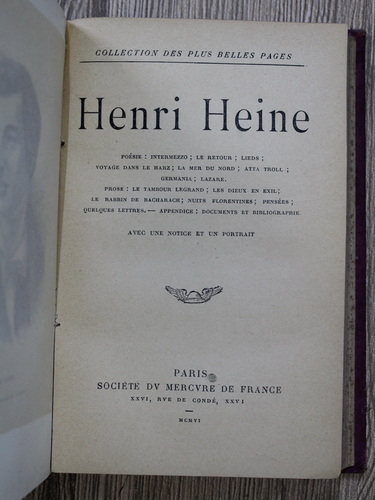 COLLECTION DES PLUS BELLES PAGES
Henri Heine
POÉSIE : INTERMEZZO ; LE RETOUR ; LIEDS ;
VOYAGE DANS LE HARZ ; LA MER DU NORD ; ATTA TROLL ;
GERMANIA ; LAZARE.
PROSE : LE TAMBOUR LEGRAND ; LES DIEUX EN EXIL ;
LE RABBIN DE BACHARACH ; NUITS FLORENTINES ; PENSÉES ;
QUELQUES LETTRES. — APPENDICE : DOCUMENTS ET BIBLIOGRAPHIE
AVEC UNE NOTICE ET UN PORTRAIT
PARIS
SOCIÉTÉ DV MERCVRE DE FRANCE
XXVI, RVE DE CONDÉ, XXVI
MCMVI